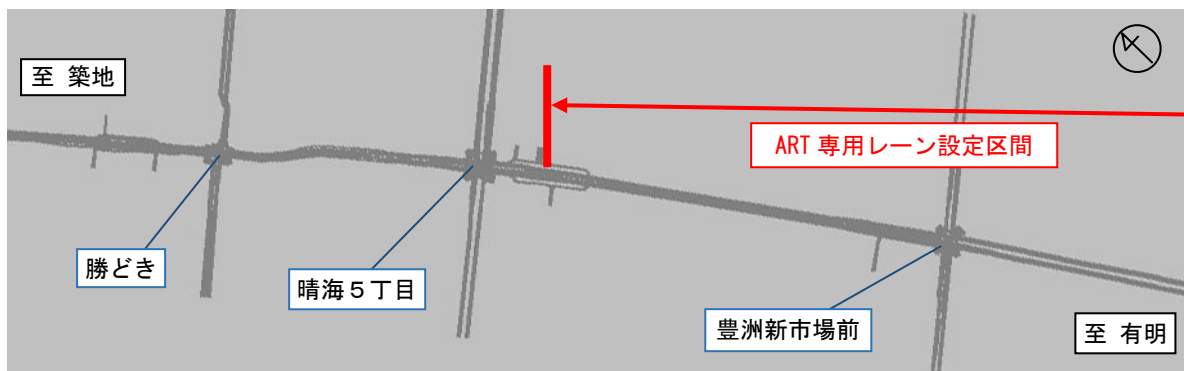 至 築地
ART 専用レーン設定区間
勝どき
晴海５丁目
豊洲新市場前
至 有明